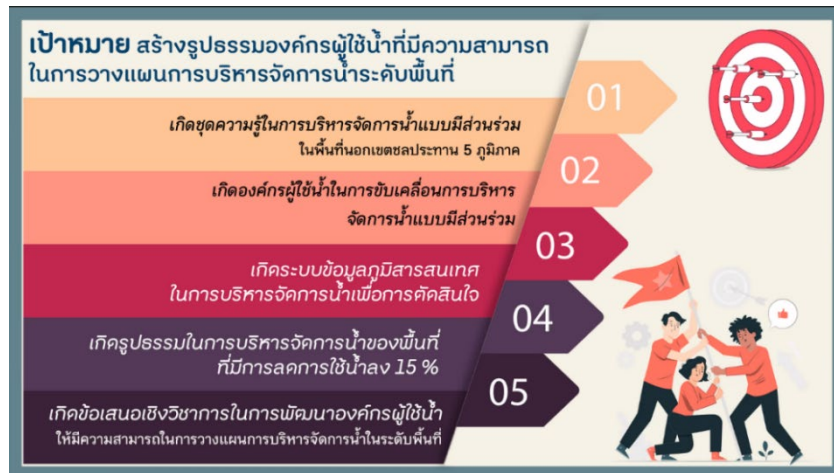 เป้าหมาย สร้างรูปธรรมองค์กรผู้ใช้น้ำที่มีความสามารถ
ในการวางแผนการบริหารจัดการน้ำระดับพื้นที่
01
เกิดชุดความรู้ในการบริหารจัดการน้ำแบบมีส่วนร่วม
ในพื้นที่นอกเขตชลประทาน 5 ภูมิภาค
02
เกิดองค์กรผู้ใช้น้ำในการขับเคลื่อนการบริหาร
จัดการน้ำแบบมีส่วนร่วม
03
เกิดระบบข้อมูลภูมิสารสนเทศ
ในการบริหารจัดการน้ำเพื่อการตัดสินใจ
04
เกิดรูปธรรมในการบริหารจัดการน้ำของพื้นที่
ที่มีการลดการใช้น้ำลง 15 %
05
เกิดข้อเสนอเชิงวิชาการในการพัฒนาองค์กรผู้ใช้น้ำ
ให้มีความสามารถในการวางแผนการบริหารจัดการน้ำในระดับพื้นที่